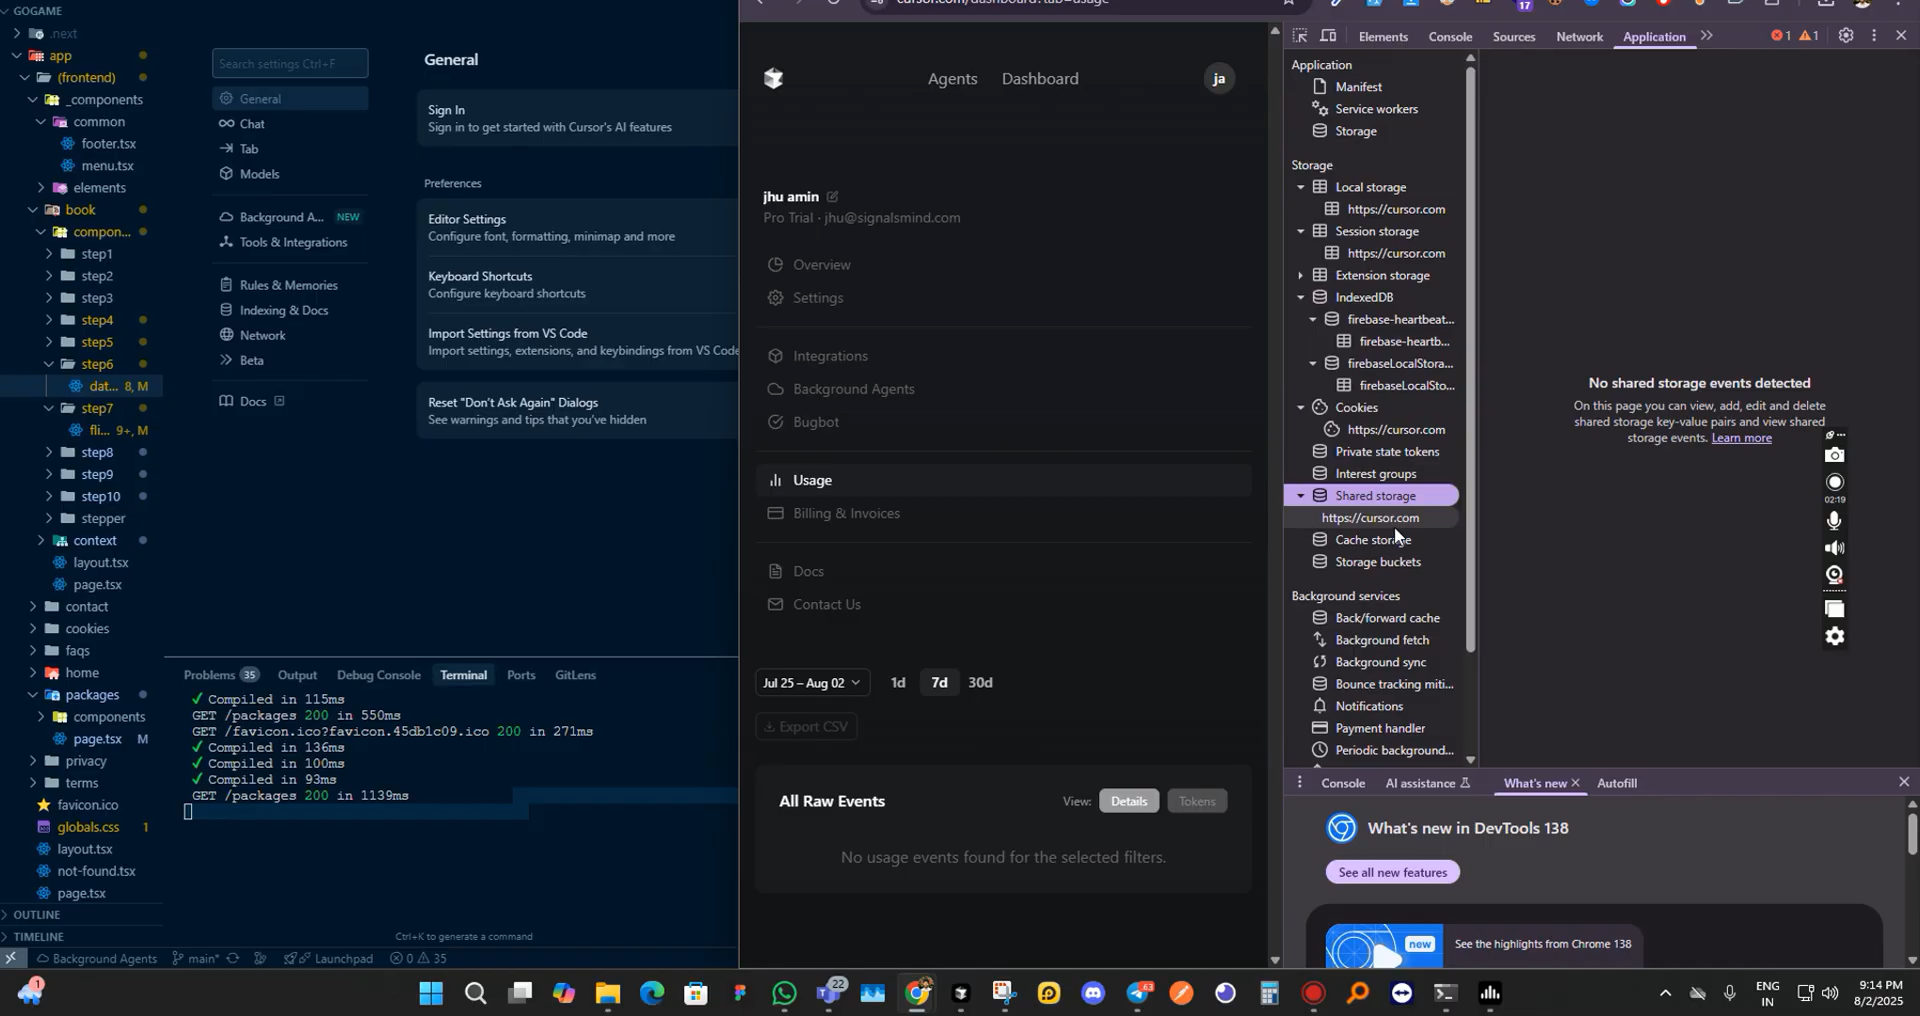 GOGAME
.next
app
(frontend)
_components
common
footer.tsx
menu.tsx
elements
book
compon...
step1
step2
step3
step4
step5
step6
dat... 8, M
step7
fli... 9+, M
step8
step9
step10
stepper
context
layout.tsx
page.tsx
contact
cookies
faqs
home
packages
components
page.tsx M
privacy
terms
favicon.ico
globals.css 1
layout.tsx
not-found.tsx
page.tsx
OUTLINE
TIMELINE
Background Agents main* Launchpad 0 35
Search settings Ctrl+F
General
Chat
Tab
Models
Background A... NEW
Tools & Integrations
Rules & Memories
Indexing & Docs
Network
Beta
Docs
General
Sign In
Sign in to get started with Cursor's AI features
Preferences
Editor Settings
Configure font, formatting, minimap and more
Keyboard Shortcuts
Configure keyboard shortcuts
Import Settings from VS Code
Import settings, extensions, and keybindings from VS Code
Reset "Don't Ask Again" Dialogs
See warnings and tips that you've hidden
Problems 35 Output Debug Console Terminal Ports GitLens
✓ Compiled in 115ms
GET /packages 200 in 550ms
GET /favicon.ico?favicon.45db1c09.ico 200 in 271ms
✓ Compiled in 136ms
✓ Compiled in 100ms
✓ Compiled in 93ms
GET /packages 200 in 1139ms
Ctrl+K to generate a command
cursor.com/dashboard?tab=usage
17
Agents Dashboard ja
jhu amin
Pro Trial · jhu@signalsmind.com
Overview
Settings
Integrations
Background Agents
Bugbot
Usage
Billing & Invoices
Docs
Contact Us
Jul 25 – Aug 02 1d 7d 30d
Export CSV
All Raw Events View: Details Tokens
No usage events found for the selected filters.
Elements Console Sources Network Application 1 1
Application
Manifest
Service workers
Storage
Storage
Local storage
https://cursor.com
Session storage
https://cursor.com
Extension storage
IndexedDB
firebase-heartbeat...
firebase-heartb...
firebaseLocalStora...
firebaseLocalSto...
Cookies
https://cursor.com
Private state tokens
Interest groups
Shared storage
https://cursor.com
Cache storage
Storage buckets
Background services
Back/forward cache
Background fetch
Background sync
Bounce tracking miti...
Notifications
Payment handler
Periodic background...
No shared storage events detected
On this page you can view, add, edit and delete
shared storage key-value pairs and view shared
storage events. Learn more
02:19
Console AI assistance What's new Autofill
What's new in DevTools 138
See all new features
new
See the highlights from Chrome 138
1
22
63
ENG
IN
9:14 PM
8/2/2025